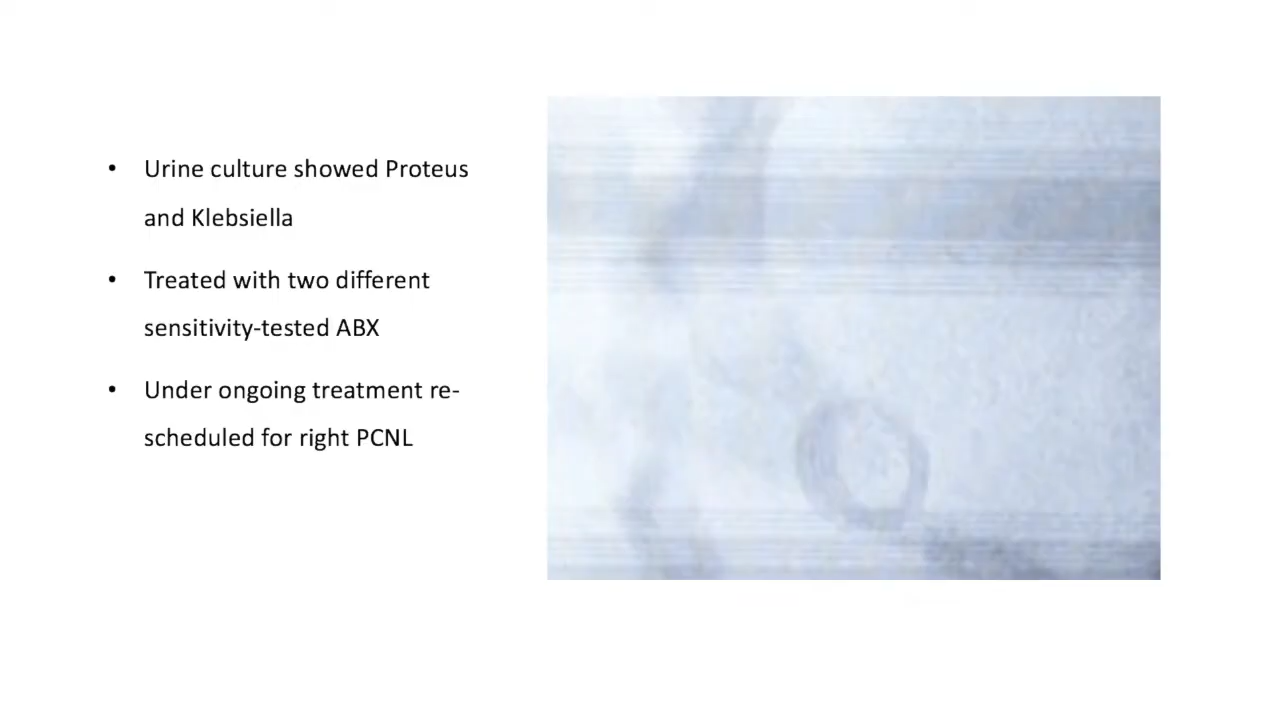 • Urine culture showed Proteus
and Klebsiella
• Treated with two different
sensitivity-tested ABX
• Under ongoing treatment re-
scheduled for right PCNL